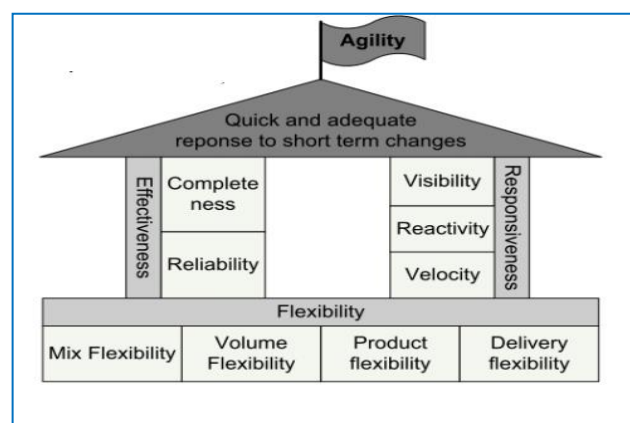 Agility
Quick and adequate
reponse to short term changes
Effectiveness
Complete
ness
Reliability
Visibility
Reactivity
Velocity
Responsiveness
Flexibility
Mix Flexibility
Volume
Flexibility
Product
flexibility
Delivery
flexibility